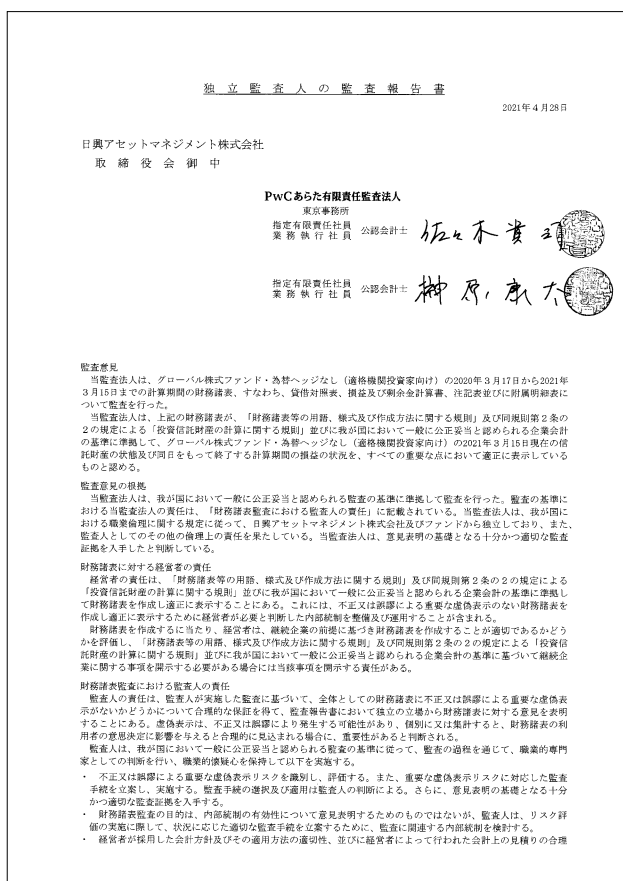 独立監査人の監査報告書
2021年4月28日
日興アセットマネジメント株式会社
取締役会御中
PwCあらた有限責任監査法人
東京事務所
指定有限責任社員
業務執行社員 公認会計士 佐々木貴司
指定有限責任社員
業務執行社員 公認会計士 榊原康太
監査意見
当監査法人は、グローバル株式ファンド・為替ヘッジなし（適格機関投資家向け）の2020年3月17日から2021年
3月15日までの計算期間の財務諸表、すなわち、貸借対照表、損益及び剰余金計算書、注記表並びに附属明細表に
ついて監査を行った。
当監査法人は、上記の財務諸表が、「財務諸表等の用語、様式及び作成方法に関する規則」及び同規則第2条の
2の規定による「投資信託財産の計算に関する規則」並びに我が国において一般に公正妥当と認められる企業会計
の基準に準拠して、グローバル株式ファンド・為替ヘッジなし（適格機関投資家向け）の2021年3月15日現在の信
託財産の状態及び同日をもって終了する計算期間の損益の状況を、すべての重要な点において適正に表示している
ものと認める。
監査意見の根拠
当監査法人は、我が国において一般に公正妥当と認められる監査の基準に準拠して監査を行った。監査の基準に
おける当監査法人の責任は、「財務諸表監査における監査人の責任」に記載されている。当監査法人は、我が国に
おける職業倫理に関する規定に従って、日興アセットマネジメント株式会社及びファンドから独立しており、また、
監査人としてのその他の倫理上の責任を果たしている。当監査法人は、意見表明の基礎となる十分かつ適切な監査
証拠を入手したと判断している。
財務諸表に対する経営者の責任
経営者の責任は、「財務諸表等の用語、様式及び作成方法に関する規則」及び同規則第2条の2の規定による
「投資信託財産の計算に関する規則」並びに我が国において一般に公正妥当と認められる企業会計の基準に準拠し
て財務諸表を作成し適正に表示することにある。これには、不正又は誤謬による重要な虚偽表示のない財務諸表を
作成し適正に表示するために経営者が必要と判断した内部統制を整備及び運用することが含まれる。
財務諸表を作成するに当たり、経営者は、継続企業の前提に基づき財務諸表を作成することが適切であるかどう
かを評価し、「財務諸表等の用語、様式及び作成方法に関する規則」及び同規則第2条の2の規定による「投資信
託財産の計算に関する規則」並びに我が国において一般に公正妥当と認められる企業会計の基準に基づいて継続企
業に関する事項を開示する必要がある場合には当該事項を開示する責任がある。
財務諸表監査における監査人の責任
監査人の責任は、監査人が実施した監査に基づいて、全体としての財務諸表に不正又は誤謬による重要な虚偽表
示がないかどうかについて合理的な保証を得て、監査報告書において独立の立場から財務諸表に対する意見を表明
することにある。虚偽表示は、不正又は誤謬により発生する可能性があり、個別に又は集計すると、財務諸表の利
用者の意思決定に影響を与えると合理的に見込まれる場合に、重要性があると判断される。
監査人は、我が国において一般に公正妥当と認められる監査の基準に従って、監査の過程を通じて、職業的専門
家としての判断を行い、職業的懐疑心を保持して以下を実施する。
・ 不正又は誤謬による重要な虚偽表示リスクを識別し、評価する。また、重要な虚偽表示リスクに対応した監査
手続を立案し、実施する。監査手続の選択及び適用は監査人の判断による。さらに、意見表明の基礎となる十分
かつ適切な監査証拠を入手する。
・ 財務諸表監査の目的は、内部統制の有効性について意見表明するためのものではないが、監査人は、リスク評
価の実施に際して、状況に応じた適切な監査手続を立案するために、監査に関連する内部統制を検討する。
・ 経営者が採用した会計方針及びその適用方法の適切性、並びに経営者によって行われた会計上の見積りの合理